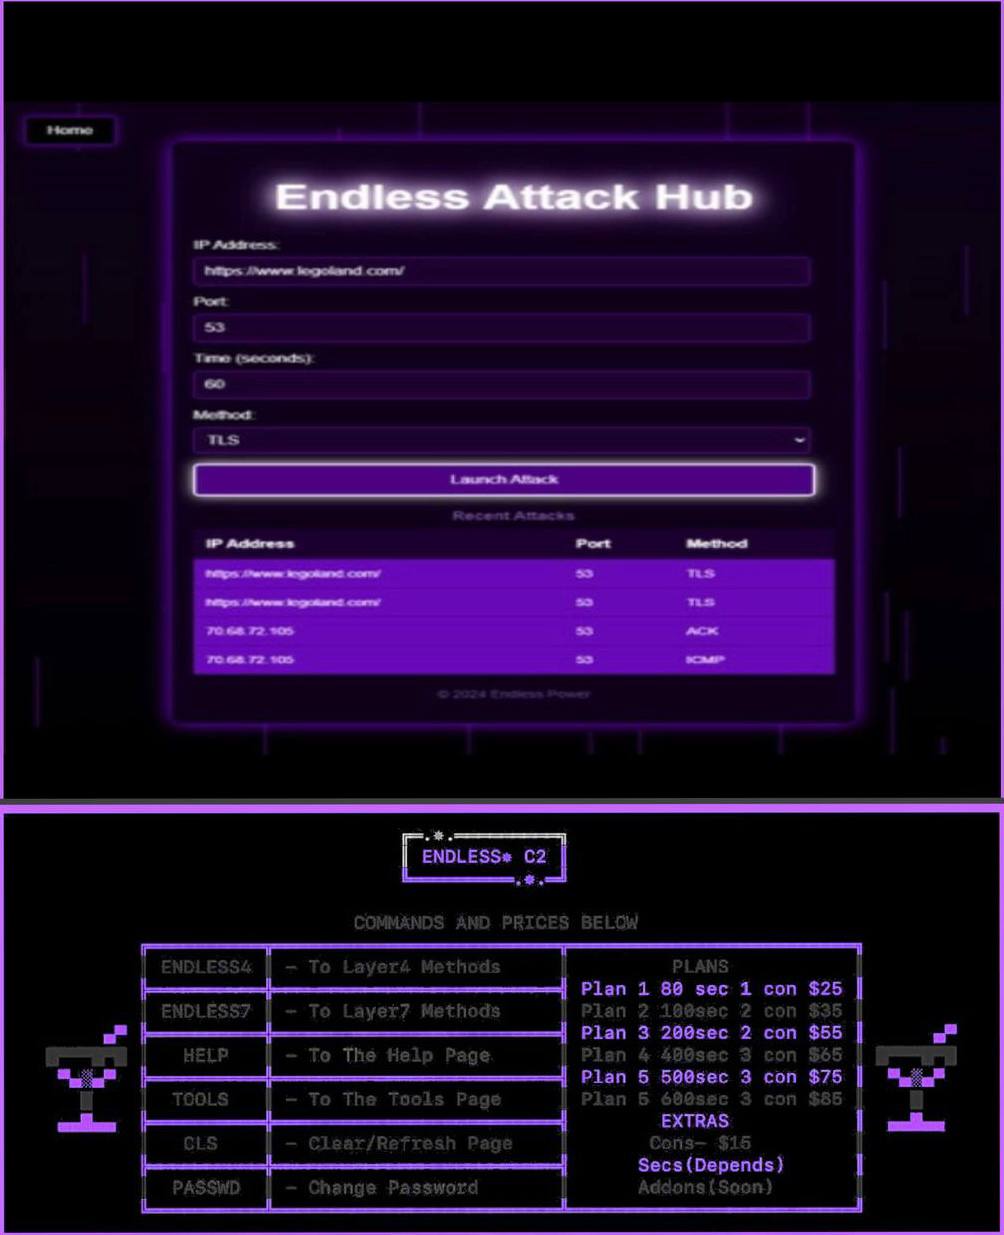 Home
Endless Attack Hub
IP Address:
https://www.legoland.com/
Port:
53
Time (seconds):
60
Method:
TLS
Launch Attack
Recent Attacks
IP Address Port Method
https://www.legoland.com/ 53 TLS
https://www.legoland.com/ 53 TLS
70.68.72.105 53 ACK
70.68.72.105 53 ICMP
© 2024 Endless Power
ENDLESS C2
COMMANDS AND PRICES BELOW
ENDLESS4 - To Layer4 Methods
ENDLESS7 - To Layer7 Methods
HELP - To The Help Page
TOOLS - To The Tools Page
CLS - Clear/Refresh Page
PASSWD - Change Password
PLANS
Plan 1 80 sec 1 con $25
Plan 2 100sec 2 con $35
Plan 3 200sec 2 con $55
Plan 4 400sec 3 con $65
Plan 5 500sec 3 con $75
Plan 5 600sec 3 con $85
EXTRAS
Cons- $15
Secs(Depends)
Addons(Soon)